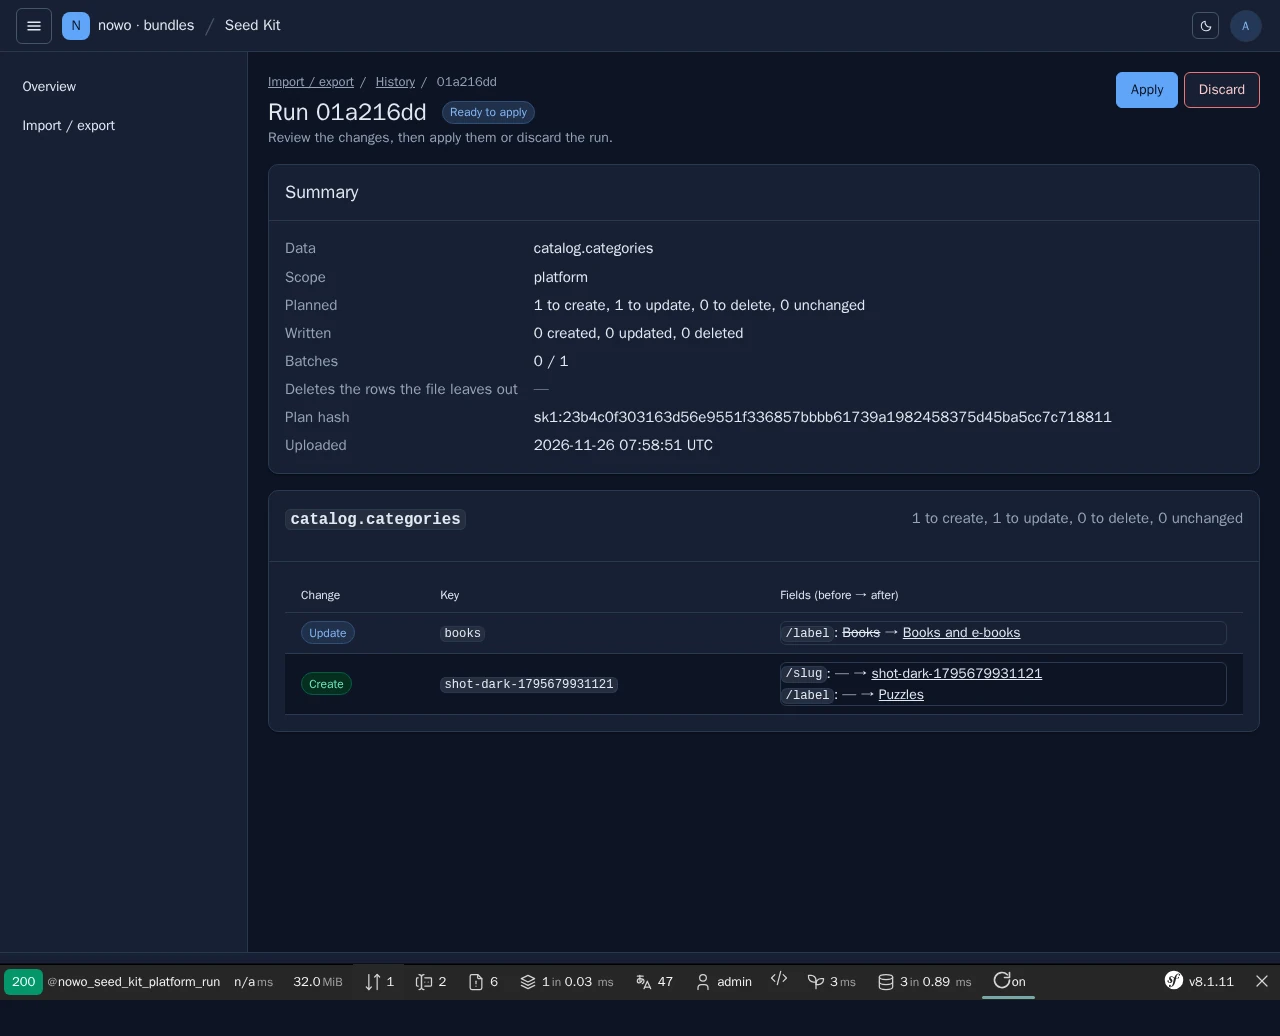 N nowo · bundles / Seed Kit
A
Overview
Import / export
Import / export / History / 01a216dd
Apply
Discard
Run 01a216dd Ready to apply
Review the changes, then apply them or discard the run.
Summary
Data catalog.categories
Scope platform
Planned 1 to create, 1 to update, 0 to delete, 0 unchanged
Written 0 created, 0 updated, 0 deleted
Batches 0 / 1
Deletes the rows the file leaves out —
Plan hash sk1:23b4c0f303163d56e9551f336857bbbb61739a1982458375d45ba5cc7c718811
Uploaded 2026-11-26 07:58:51 UTC
catalog.categories 1 to create, 1 to update, 0 to delete, 0 unchanged
Change Key Fields (before → after)
Update books /label: Books → Books and e-books
Create shot-dark-1795679931121 /slug: — → shot-dark-1795679931121
/label: — → Puzzles
200 @nowo_seed_kit_platform_run n/a ms 32.0 MiB 1 2 6 1 in 0.03 ms 47 admin 3 ms 3 in 0.89 ms on sf v8.1.11